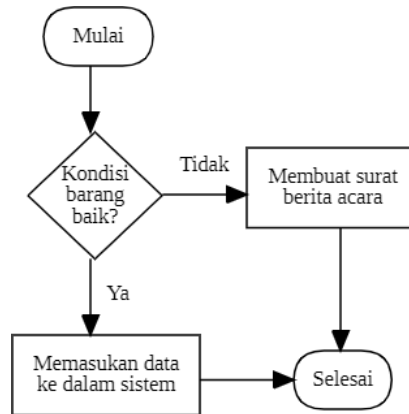 Mulai
Kondisi
barang
baik?
Tidak
Membuat surat
berita acara
Ya
Memasukan data
ke dalam sistem
Selesai